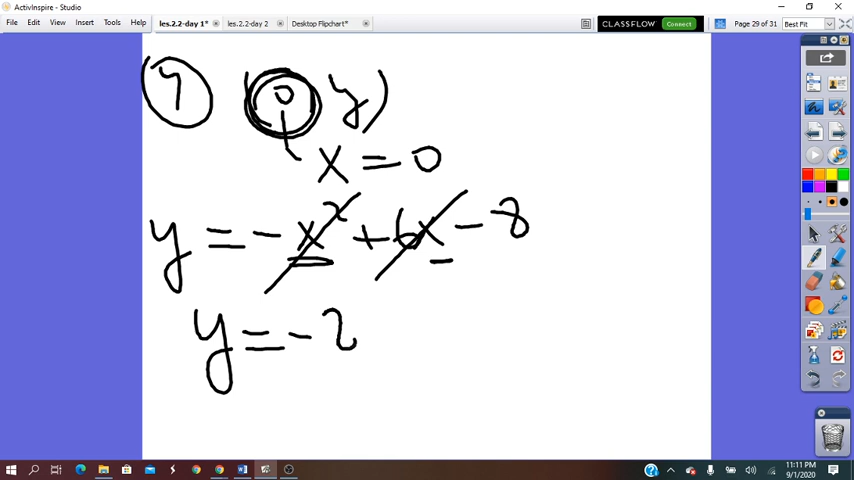 ActivInspire - Studio
File Edit View Insert Tools Help
les.2.2-day 1* les.2.2-day 2 Desktop Flipchart*
CLASSFLOW Connect
Page 29 of 31 Best Fit
y (0 y)
x = 0
y = -x² + 6x - 8
y = -2
11:11 PM
9/1/2020